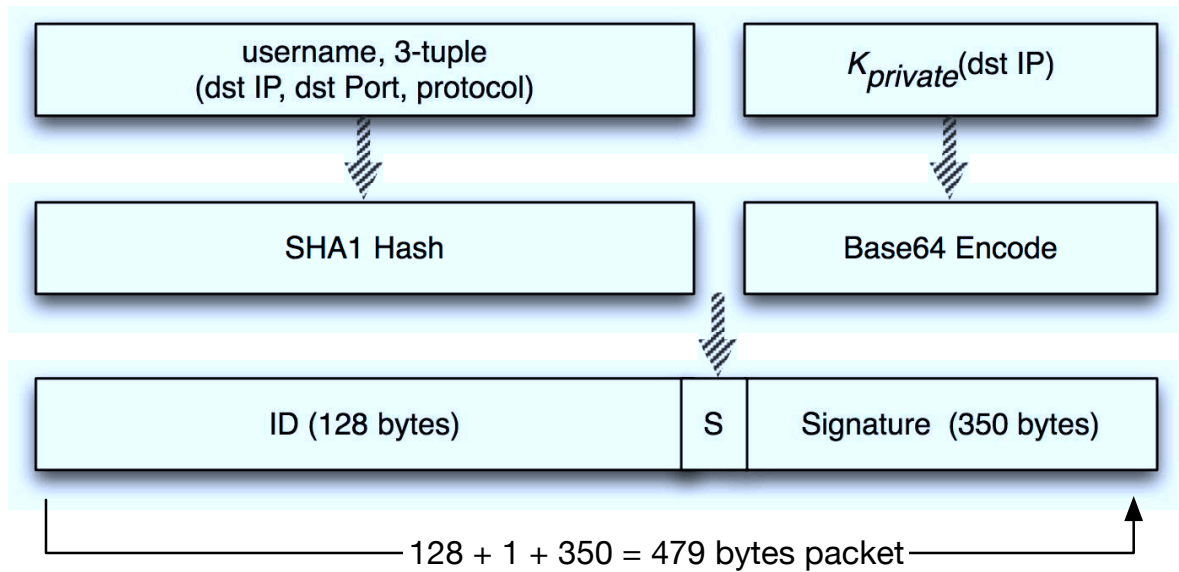 username, 3-tuple
(dst IP, dst Port, protocol)
Kprivate(dst IP)
SHA1 Hash
Base64 Encode
ID (128 bytes)
S
Signature (350 bytes)
128 + 1 + 350 = 479 bytes packet